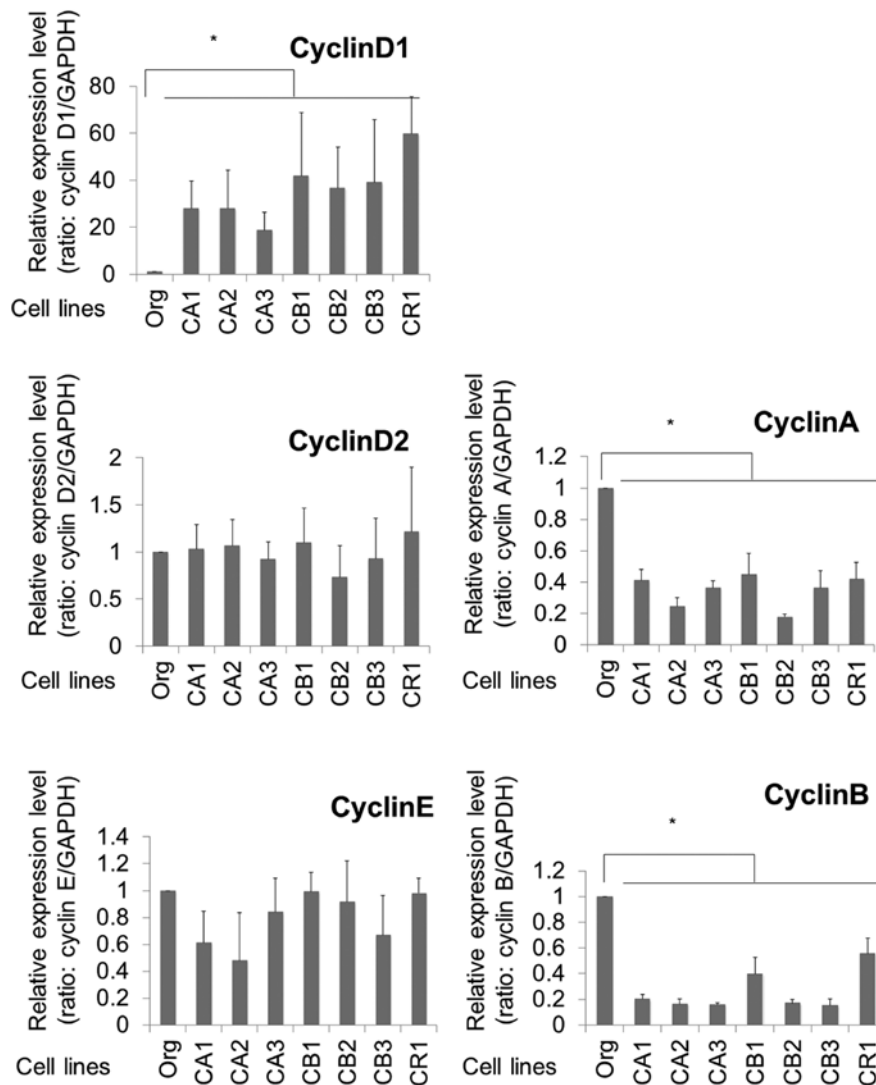 CyclinD1
*
Relative expression level
(ratio: cyclin D1/GAPDH)
80
60
40
20
0
Cell lines
Org
CA1
CA2
CA3
CB1
CB2
CB3
CR1
CyclinD2
Relative expression level
(ratio: cyclin D2/GAPDH)
2
1.5
1
0.5
0
Cell lines
Org
CA1
CA2
CA3
CB1
CB2
CB3
CR1
CyclinA
*
Relative expression level
(ratio: cyclin A/GAPDH)
1.2
1
0.8
0.6
0.4
0.2
0
Cell lines
Org
CA1
CA2
CA3
CB1
CB2
CB3
CR1
CyclinE
Relative expression level
(ratio: cyclin E/GAPDH)
1.4
1.2
1
0.8
0.6
0.4
0.2
0
Cell lines
Org
CA1
CA2
CA3
CB1
CB2
CB3
CR1
CyclinB
*
Relative expression level
(ratio: cyclin B/GAPDH)
1.2
1
0.8
0.6
0.4
0.2
0
Cell lines
Org
CA1
CA2
CA3
CB1
CB2
CB3
CR1